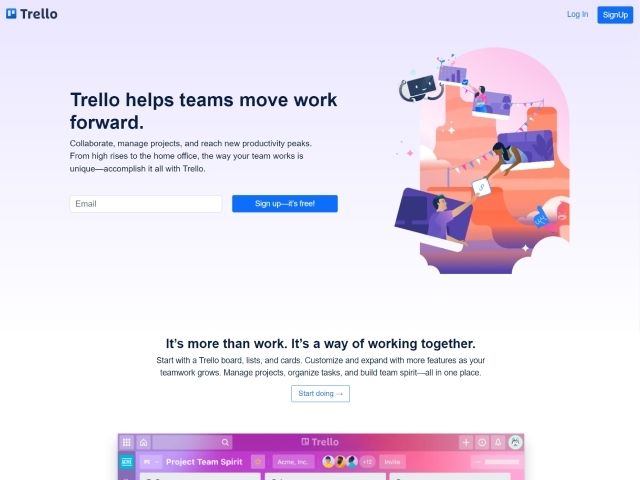 Trello
Log In
SignUp
Trello helps teams move work
forward.
Collaborate, manage projects, and reach new productivity peaks.
From high rises to the home office, the way your team works is
unique—accomplish it all with Trello.
Email
Sign up—it's free!
It's more than work. It's a way of working together.
Start with a Trello board, lists, and cards. Customize and expand with more features as your
teamwork grows. Manage projects, organize tasks, and build team spirit—all in one place.
Start doing →
Trello
Project Team Spirit
Acme, Inc.
+12
Invite